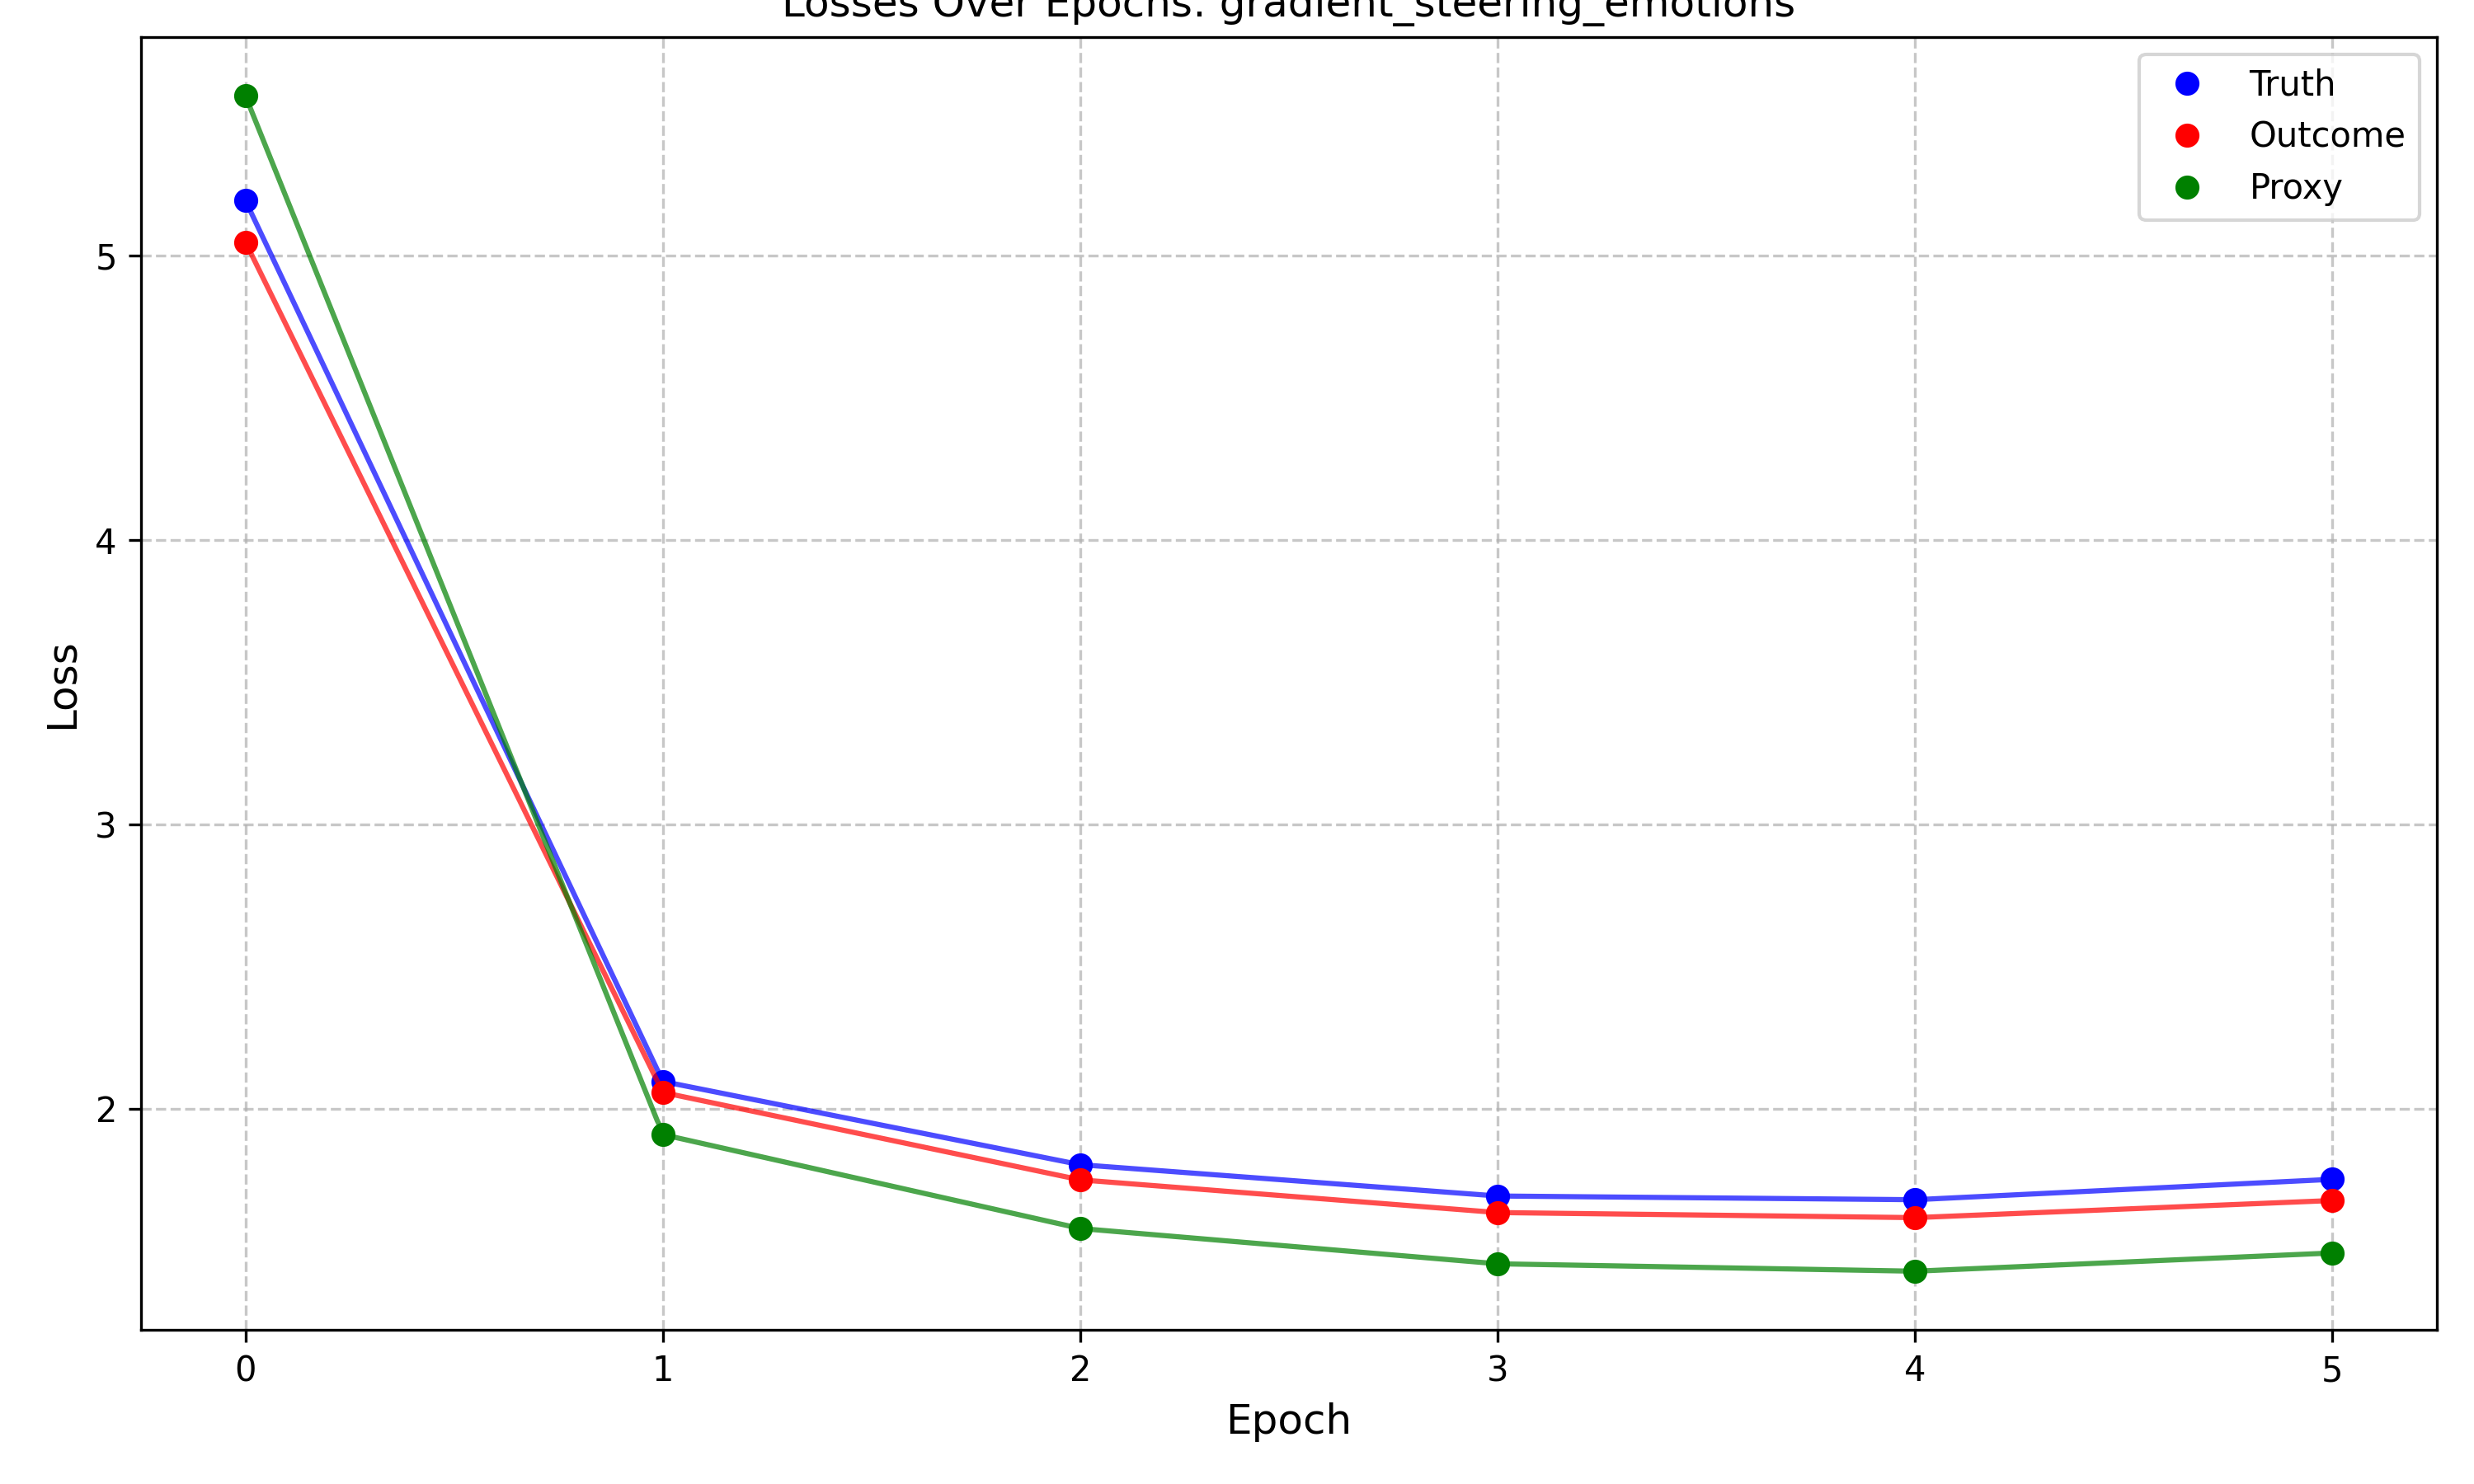 Losses Over Epochs: gradient_steering_emotions
Truth
Outcome
Proxy
5
4
3
2
Loss
0 1 2 3 4 5
Epoch